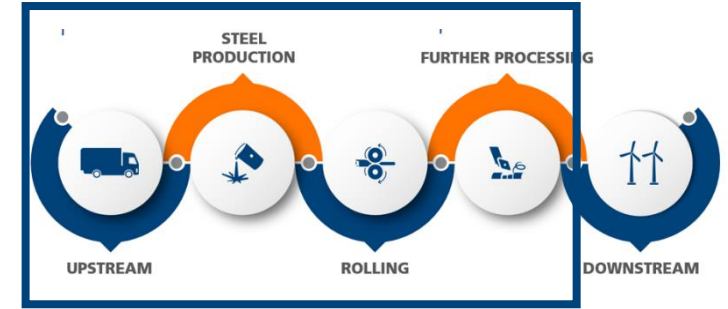 STEEL
PRODUCTION
FURTHER PROCESSING
UPSTREAM
ROLLING
DOWNSTREAM